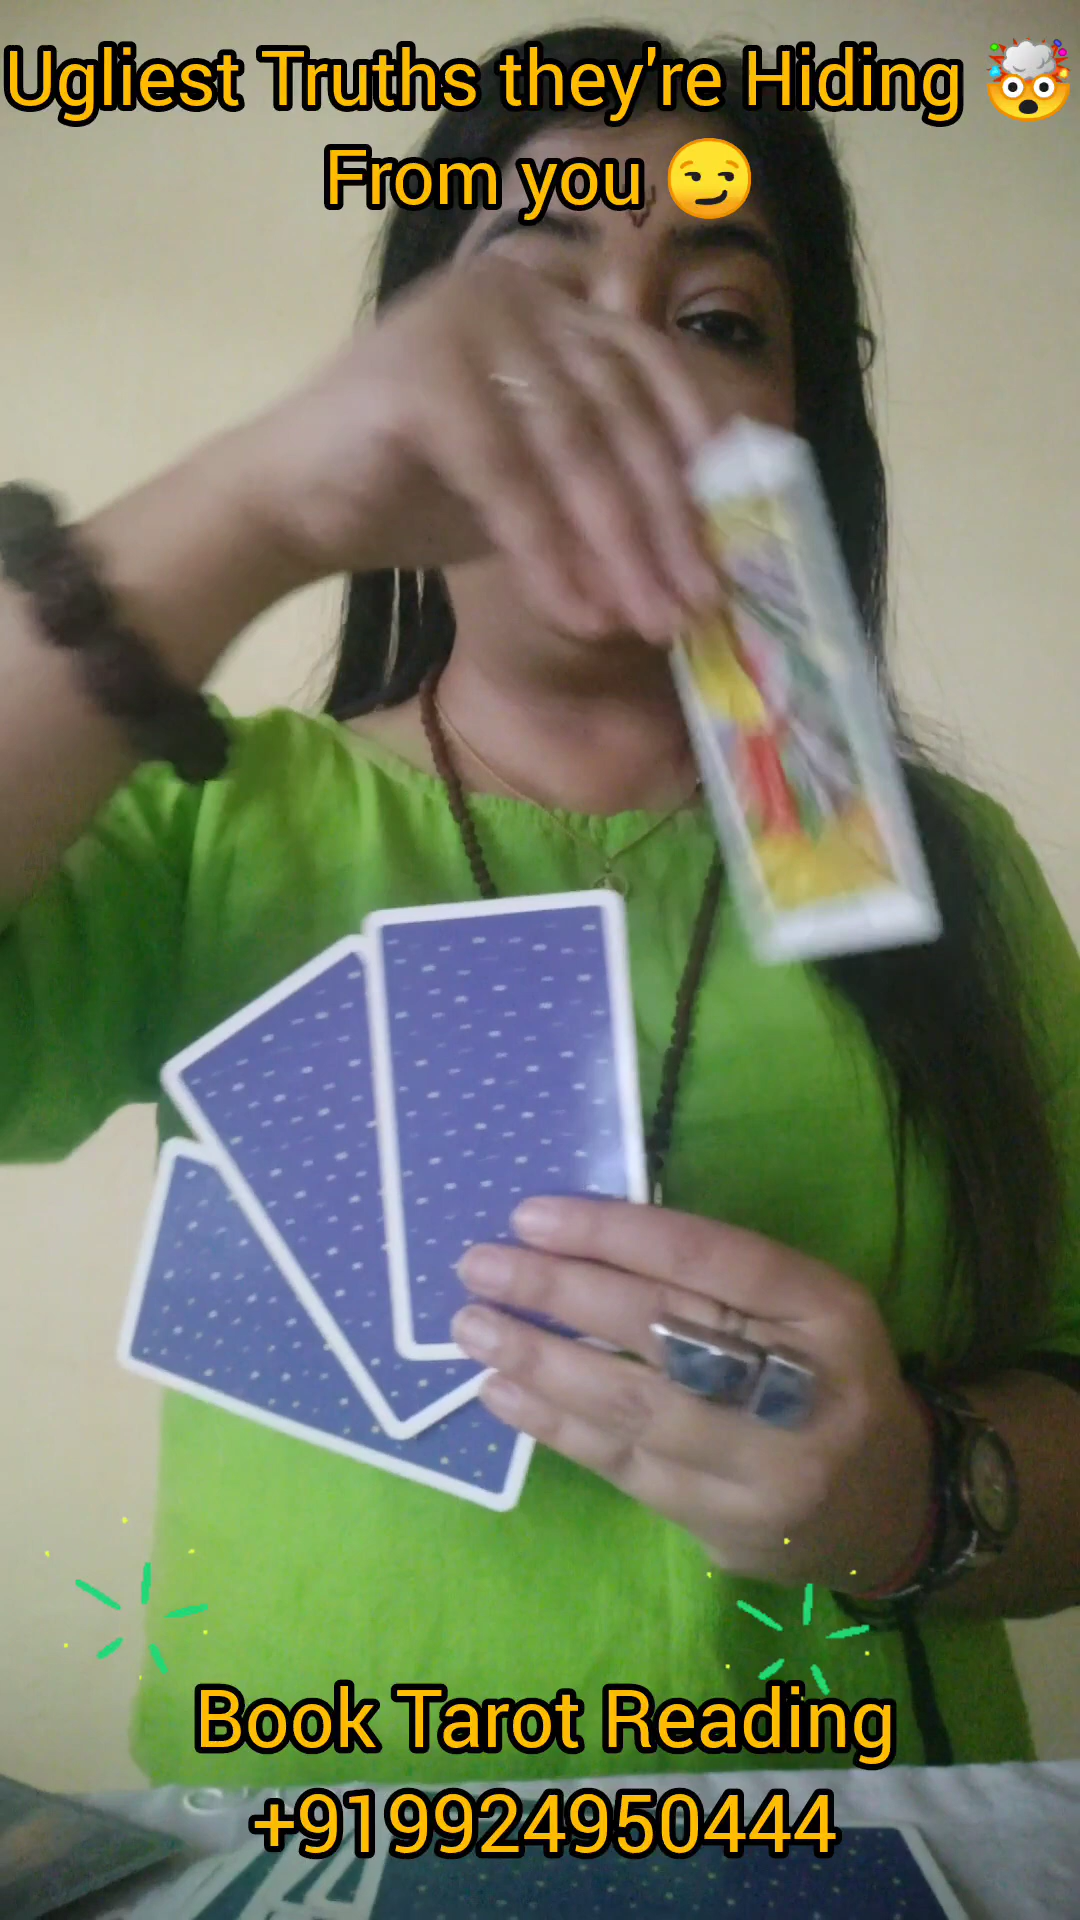 Ugliest Truths they're Hiding 🤯
From you 😏
Book Tarot Reading
+919924950444